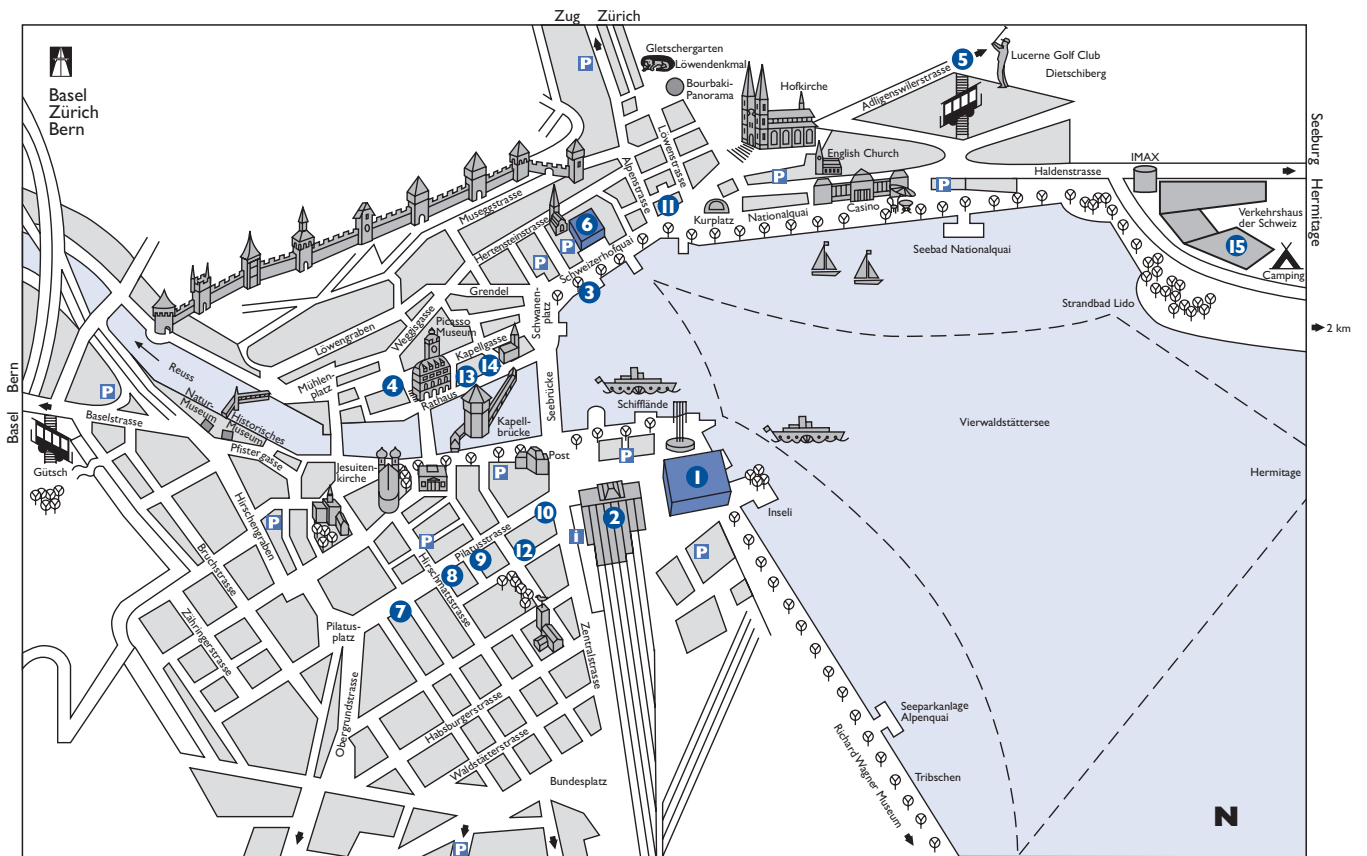 Zug Zürich
Basel
Zürich
Bern
P
Gletschergarten
Löwendenkmal
Bourbaki-
Panorama
Hofkirche
5
Adligenswilerstrasse
Lucerne Golf Club
Dietschiberg
Seeburg Hermitage
IMAX
Haldenstrasse
English Church
P
P
Casino
Verkehrshaus
der Schweiz
15
Camping
Löwenstrasse
Alpenstrasse
11
Kurplatz
Nationalquai
Seebad Nationalquai
Museggstrasse
Hertensteinstrasse
6
P
P
Schweizerhofquai
3
Strandbad Lido
2 km
Grendel
Schwanen-
platz
Löwengraben
Weggisgasse
Picasso
Museum
Kapellgasse
14
13
4
Mühlen-
platz
Rathaus
Reuss
Basel Bern
P
Natur-
Museum
Historisches
Museum
Baselstrasse
Pfistergasse
Gütsch
Kapell-
brücke
Seebrücke
Schifflände
Vierwaldstättersee
Hermitage
Jesuiten-
kirche
Post
P
P
1
Inseli
2
i
10
P
P
Pilatusstrasse
12
9
8
7
P
Hirschengraben
Bruchstrasse
Hirschmattstrasse
Zähringerstrasse
Pilatus-
platz
Zentralstrasse
Obergrundstrasse
Habsburgerstrasse
Waldstätterstrasse
Bundesplatz
P
Seeparkanlage
Alpenquai
Tribschen
Richard Wagner Museum
N